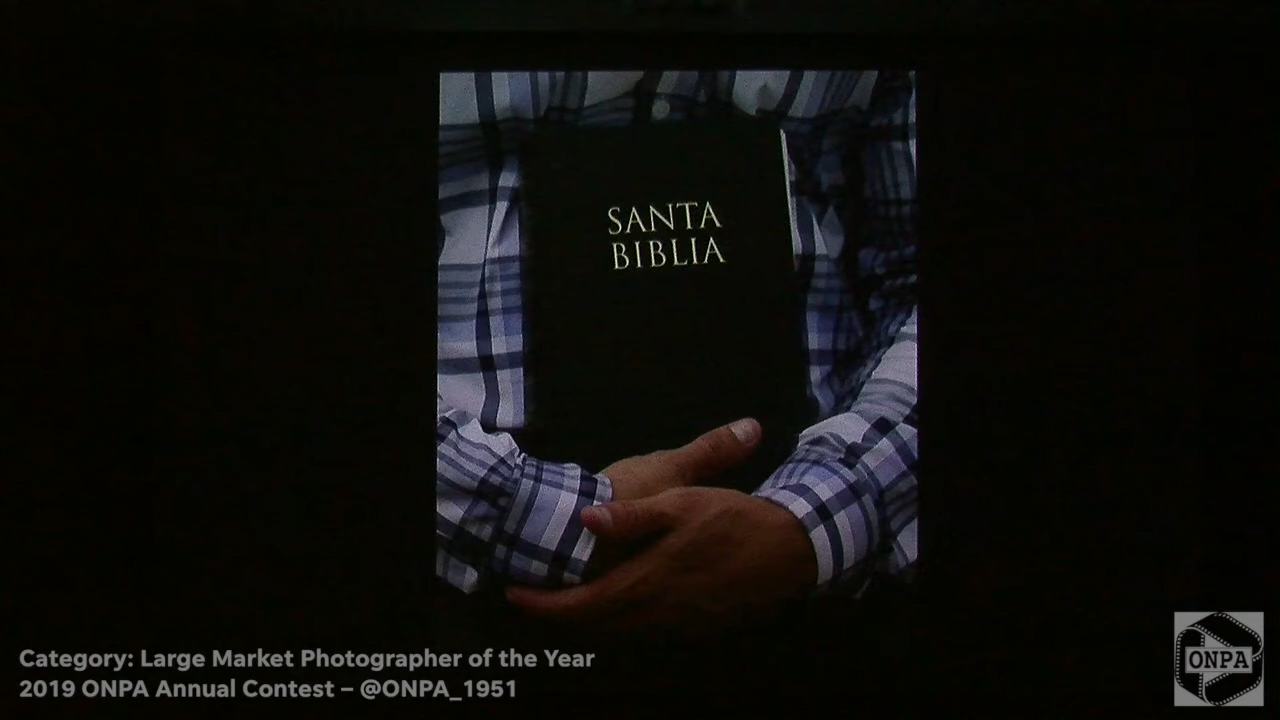 SANTA
BIBLIA
Category: Large Market Photographer of the Year
2019 ONPA Annual Contest – @ONPA_1951
ONPA